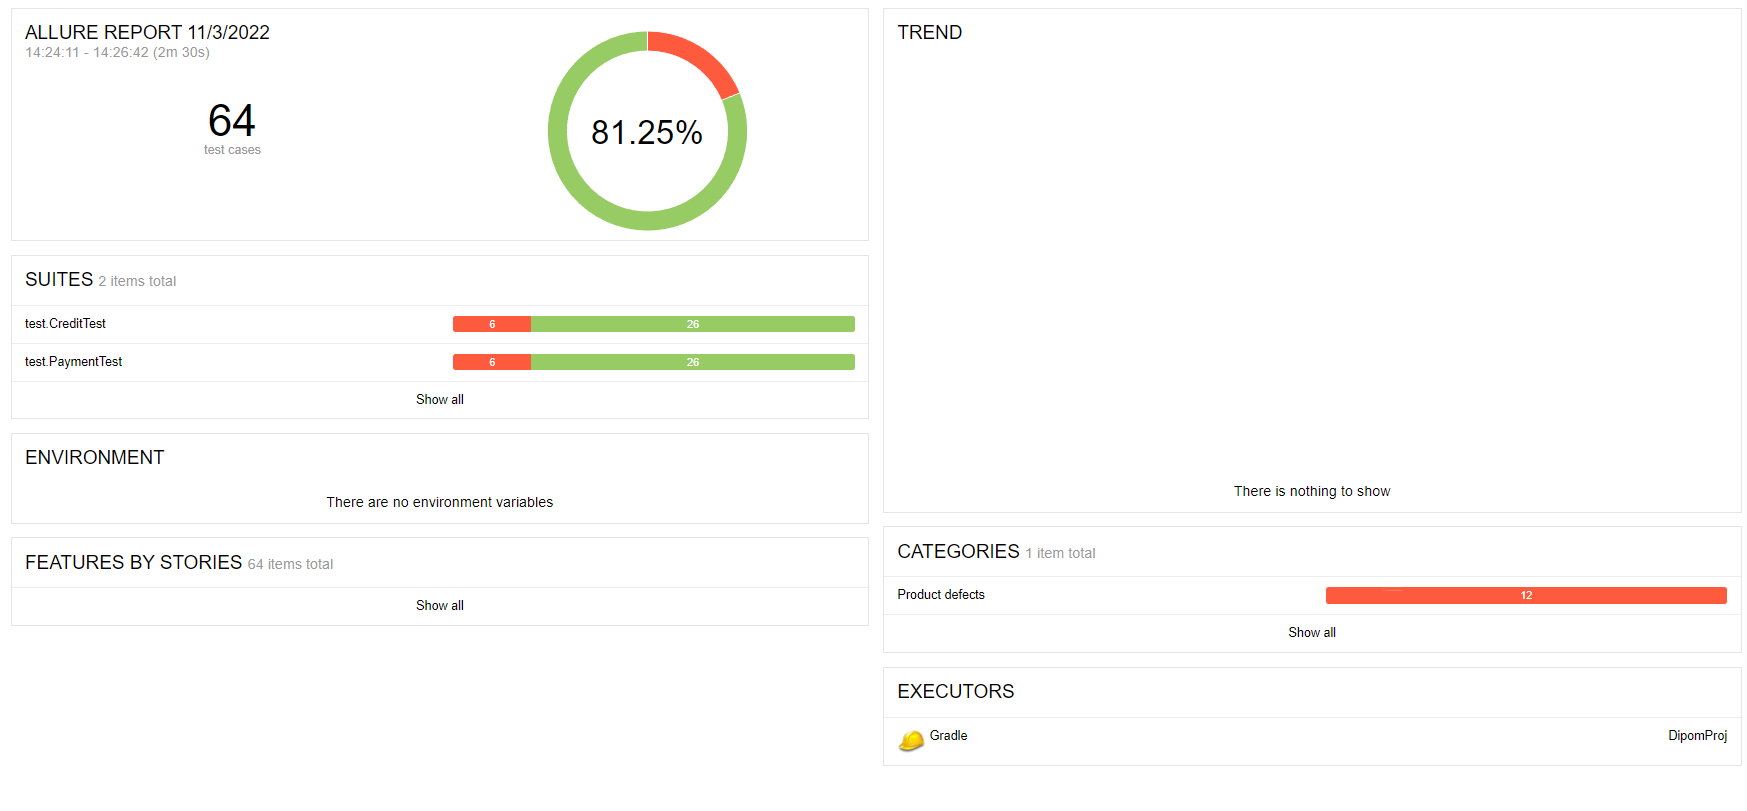 ALLURE REPORT 11/3/2022
14:24:11 - 14:26:42 (2m 30s)
64
test cases
81.25%
SUITES 2 items total
test.CreditTest 6 26
test.PaymentTest 6 26
Show all
ENVIRONMENT
There are no environment variables
FEATURES BY STORIES 64 items total
Show all
TREND
There is nothing to show
CATEGORIES 1 item total
Product defects 12
Show all
EXECUTORS
Gradle DipomProj